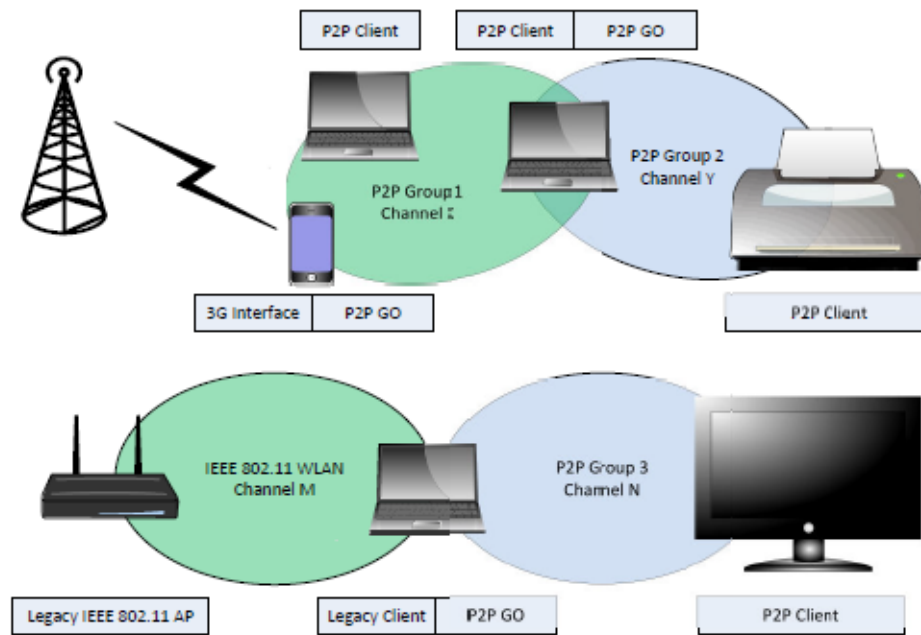 P2P Client
P2P Client
P2P GO
P2P Group 1
Channel X
P2P Group 2
Channel Y
3G Interface
P2P GO
P2P Client
IEEE 802.11 WLAN
Channel M
P2P Group 3
Channel N
Legacy IEEE 802.11 AP
Legacy Client
P2P GO
P2P Client